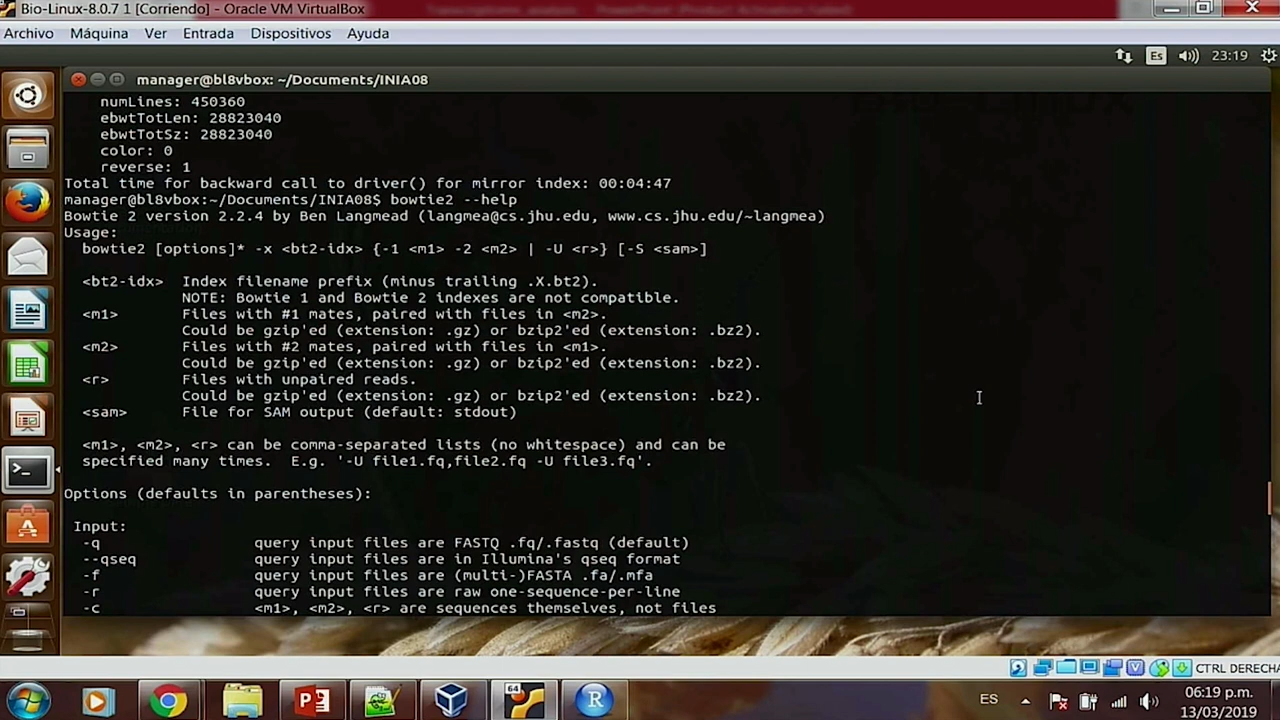 Bio-Linux-8.0.7 1 [Corriendo] - Oracle VM VirtualBox
Archivo Máquina Ver Entrada Dispositivos Ayuda
Es 23:19
manager@bl8vbox: ~/Documents/INIA08
numLines: 450360
ebwtTotLen: 28823040
ebwtTotSz: 28823040
color: 0
reverse: 1
Total time for backward call to driver() for mirror index: 00:04:47
manager@bl8vbox:~/Documents/INIA08$ bowtie2 --help
Bowtie 2 version 2.2.4 by Ben Langmead (langmea@cs.jhu.edu, www.cs.jhu.edu/~langmea)
Usage:
bowtie2 [options]* -x <bt2-idx> {-1 <m1> -2 <m2> | -U <r>} [-S <sam>]
<bt2-idx> Index filename prefix (minus trailing .X.bt2).
NOTE: Bowtie 1 and Bowtie 2 indexes are not compatible.
<m1> Files with #1 mates, paired with files in <m2>.
Could be gzip'ed (extension: .gz) or bzip2'ed (extension: .bz2).
<m2> Files with #2 mates, paired with files in <m1>.
Could be gzip'ed (extension: .gz) or bzip2'ed (extension: .bz2).
<r> Files with unpaired reads.
Could be gzip'ed (extension: .gz) or bzip2'ed (extension: .bz2).
<sam> File for SAM output (default: stdout)
<m1>, <m2>, <r> can be comma-separated lists (no whitespace) and can be
specified many times. E.g. '-U file1.fq,file2.fq -U file3.fq'.
Options (defaults in parentheses):
Input:
-q query input files are FASTQ .fq/.fastq (default)
--qseq query input files are in Illumina's qseq format
-f query input files are (multi-)FASTA .fa/.mfa
-r query input files are raw one-sequence-per-line
-c <m1>, <m2>, <r> are sequences themselves, not files
CTRL DERECHA
64
R
ES
06:19 p.m.
13/03/2019